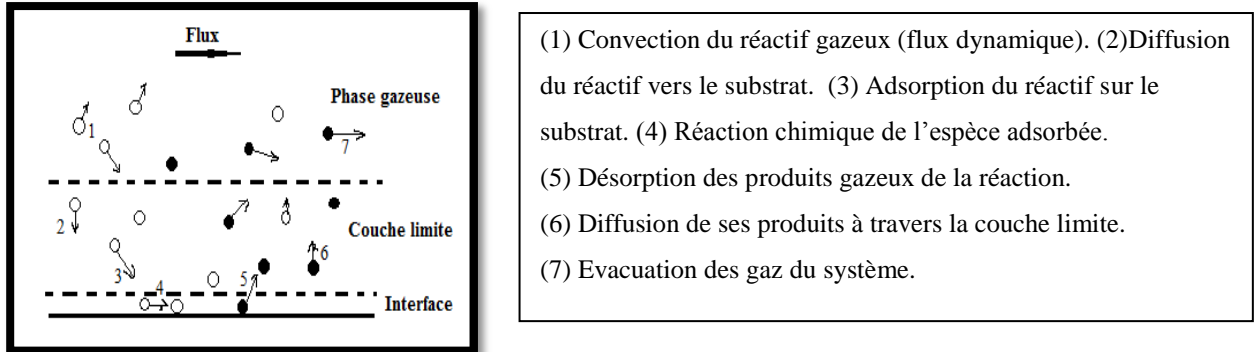 Flux
Phase gazeuse
1
7
2
Couche limite
3
6
4
5
Interface
(1) Convection du réactif gazeux (flux dynamique). (2)Diffusion
du réactif vers le substrat. (3) Adsorption du réactif sur le
substrat. (4) Réaction chimique de l’espèce adsorbée.
(5) Désorption des produits gazeux de la réaction.
(6) Diffusion de ses produits à travers la couche limite.
(7) Evacuation des gaz du système.